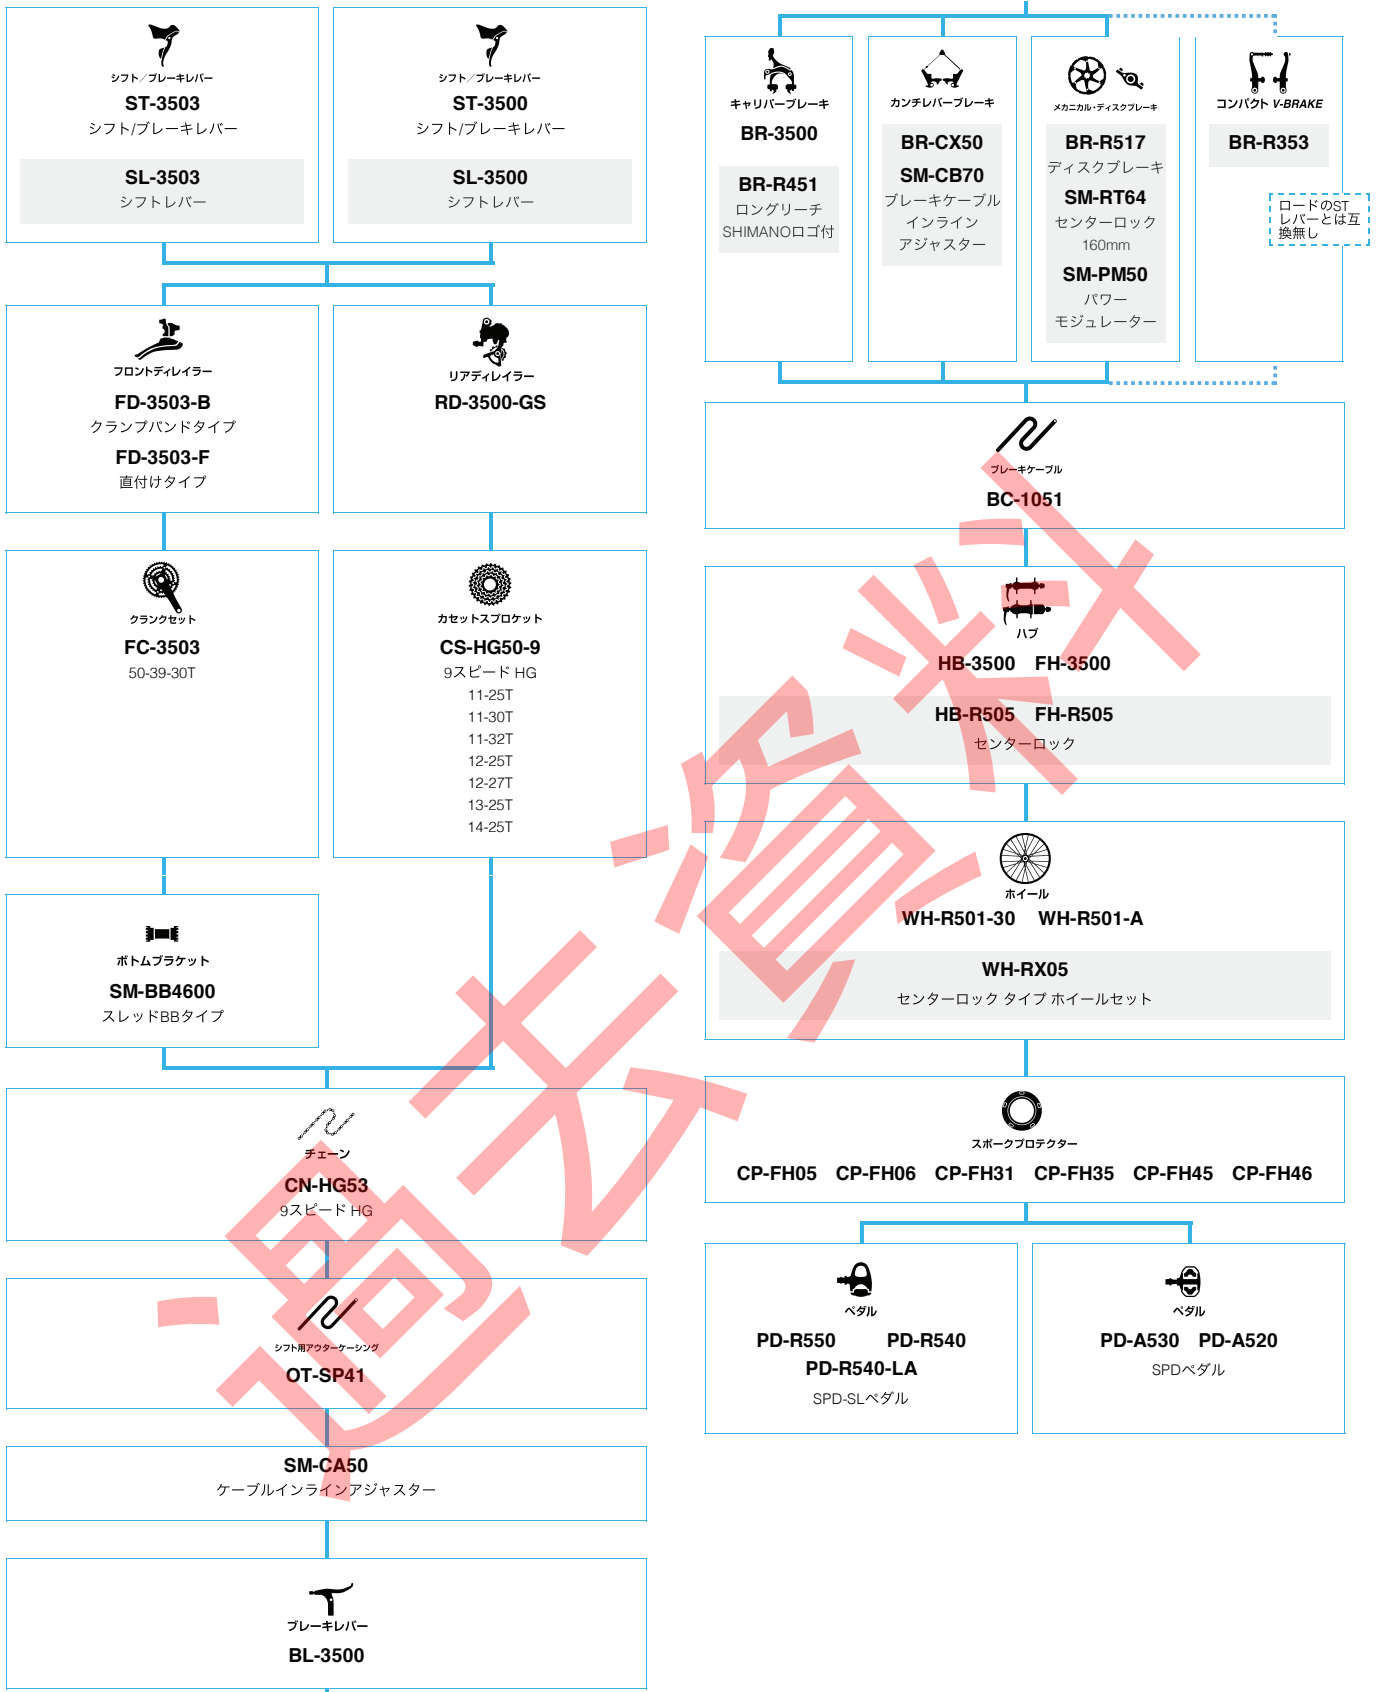 シフト／ブレーキレバー
ST-3503
シフト/ブレーキレバー
SL-3503
シフトレバー
シフト／ブレーキレバー
ST-3500
シフト/ブレーキレバー
SL-3500
シフトレバー
フロントディレイラー
FD-3503-B
クランプバンドタイプ
FD-3503-F
直付けタイプ
リアディレイラー
RD-3500-GS
クランクセット
FC-3503
50-39-30T
カセットスプロケット
CS-HG50-9
9スピード HG
11-25T
11-30T
11-32T
12-25T
12-27T
13-25T
14-25T
ボトムブラケット
SM-BB4600
スレッドBBタイプ
チェーン
CN-HG53
9スピード HG
シフト用アウターケーシング
OT-SP41
SM-CA50
ケーブルインラインアジャスター
ブレーキレバー
BL-3500
キャリパーブレーキ
BR-3500
BR-R451
ロングリーチ
SHIMANOロゴ付
カンチレバーブレーキ
BR-CX50
SM-CB70
ブレーキケーブル
インライン
アジャスター
メカニカル・ディスクブレーキ
BR-R517
ディスクブレーキ
SM-RT64
センターロック
160mm
SM-PM50
パワー
モジュレーター
コンパクト V-BRAKE
BR-R353
ロードのST
レバーとは互
換無し
ブレーキケーブル
BC-1051
ハブ
HB-3500 FH-3500
HB-R505 FH-R505
センターロック
ホイール
WH-R501-30 WH-R501-A
WH-RX05
センターロック タイプ ホイールセット
スポークプロテクター
CP-FH05 CP-FH06 CP-FH31 CP-FH35 CP-FH45 CP-FH46
ペダル
PD-R550 PD-R540
PD-R540-LA
SPD-SLペダル
ペダル
PD-A530 PD-A520
SPDペダル
過去資料